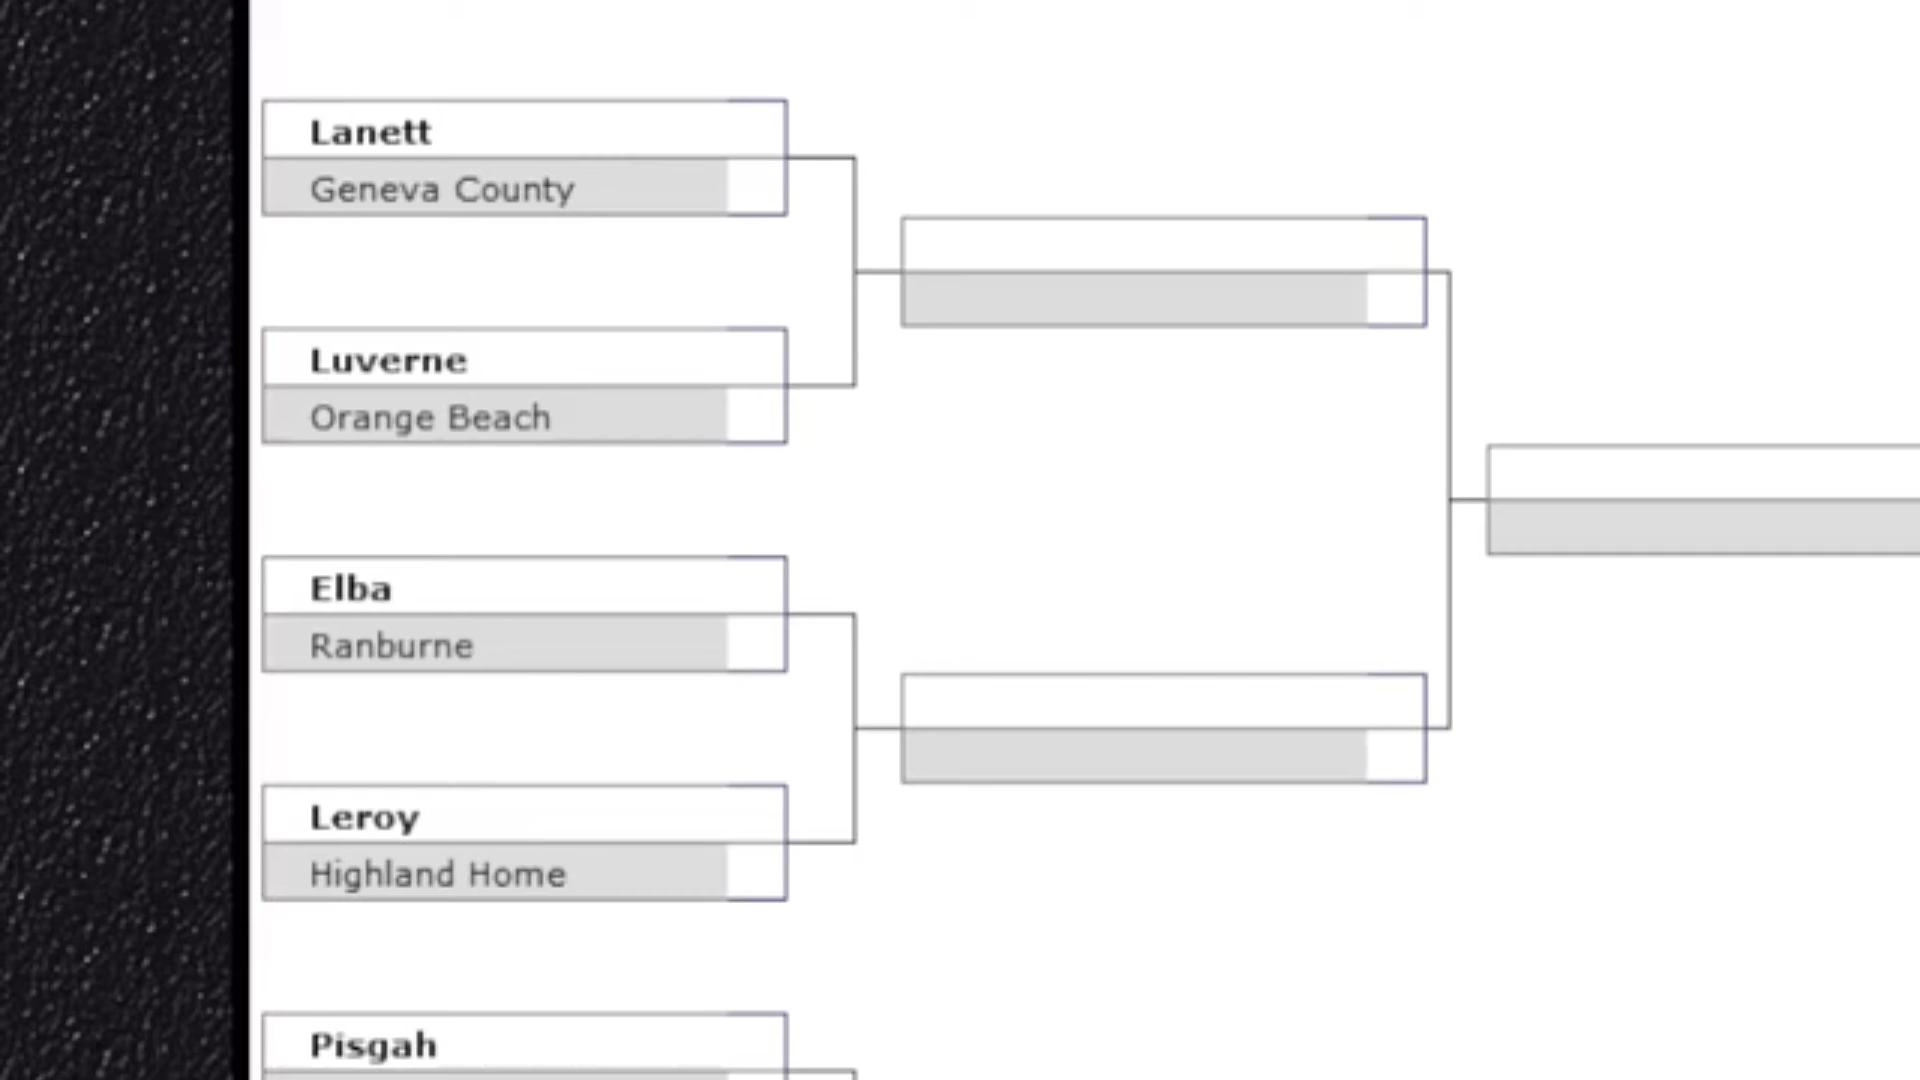 Lanett
Geneva County
Luverne
Orange Beach
Elba
Ranburne
Leroy
Highland Home
Pisgah